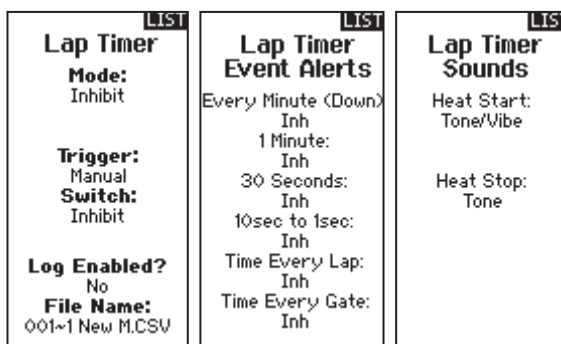 LIST
Lap Timer
Mode:
Inhibit
Trigger:
Manual
Switch:
Inhibit
Log Enabled?
No
File Name:
001~1 New M.CSV
LIST
Lap Timer
Event Alerts
Every Minute (Down)
Inh
1 Minute:
Inh
30 Seconds:
Inh
10sec to 1sec:
Inh
Time Every Lap:
Inh
Time Every Gate:
Inh
LIS
Lap Timer
Sounds
Heat Start:
Tone/Vibe
Heat Stop:
Tone